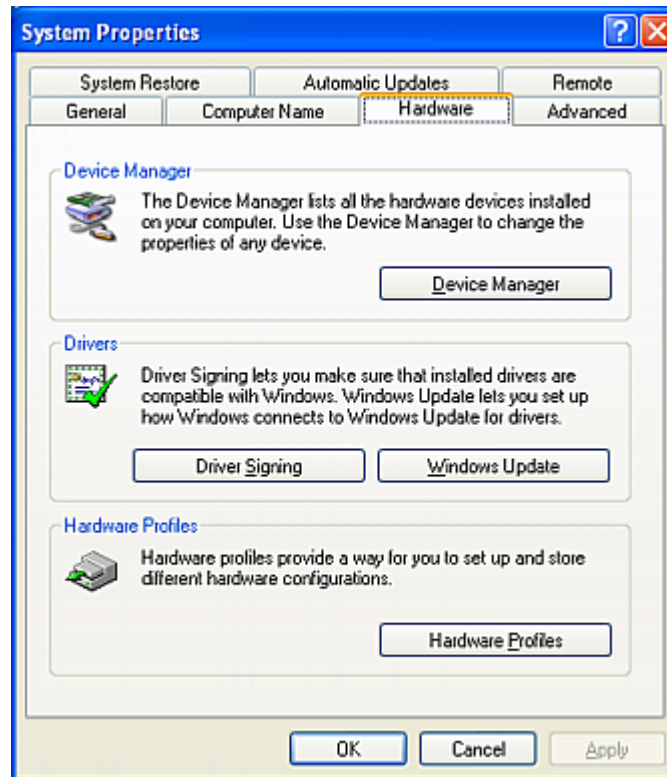 System Properties
System Restore Automatic Updates Remote
General Computer Name Hardware Advanced
Device Manager
The Device Manager lists all the hardware devices installed
on your computer. Use the Device Manager to change the
properties of any device.
Device Manager
Drivers
Driver Signing lets you make sure that installed drivers are
compatible with Windows. Windows Update lets you set up
how Windows connects to Windows Update for drivers.
Driver Signing Windows Update
Hardware Profiles
Hardware profiles provide a way for you to set up and store
different hardware configurations.
Hardware Profiles
OK Cancel Apply